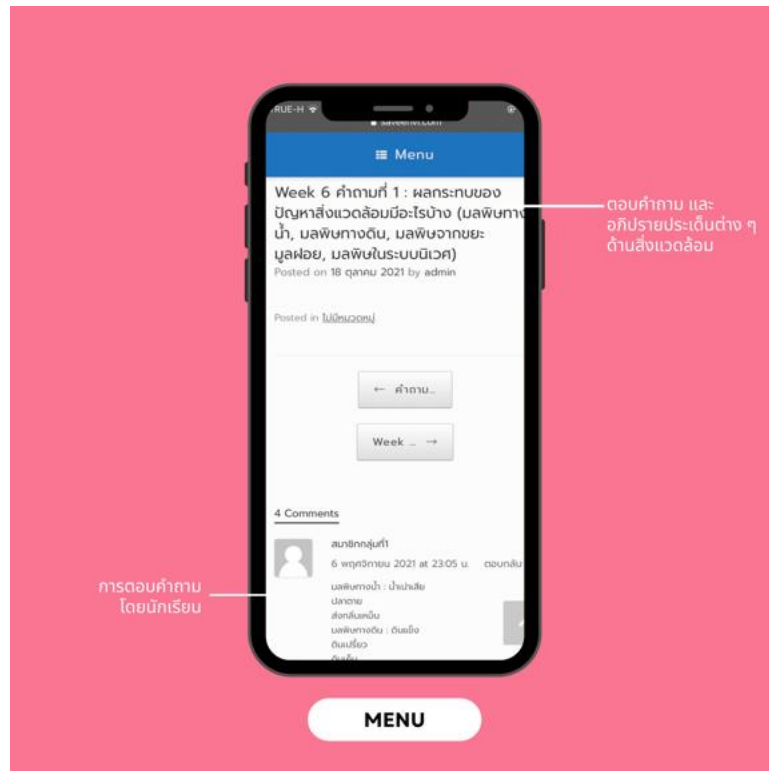 TRUE-H
saveenvi.com
Menu
Week 6 คำถามที่ 1 : ผลกระทบของ
ปัญหาสิ่งแวดล้อมมีอะไรบ้าง (มลพิษทาง
น้ำ, มลพิษทางดิน, มลพิษจากขยะ
มูลฝอย, มลพิษในระบบนิเวศ)
Posted on 18 ตุลาคม 2021 by admin
Posted in ไม่มีหมวดหมู่
← คำถาม...
Week ... →
4 Comments
สมาชิกกลุ่มที่1
6 พฤศจิกายน 2021 at 23:05 น. ตอบกลับ
มลพิษทางน้ำ : น้ำเน่าเสีย
ปลาตาย
ส่งกลิ่นเหม็น
มลพิษทางดิน : ดินแข็ง
ดินเปรี้ยว
ดินเค็ม
ตอบคำถาม และ
อภิปรายประเด็นต่าง ๆ
ด้านสิ่งแวดล้อม
การตอบคำถาม
โดยนักเรียน
MENU